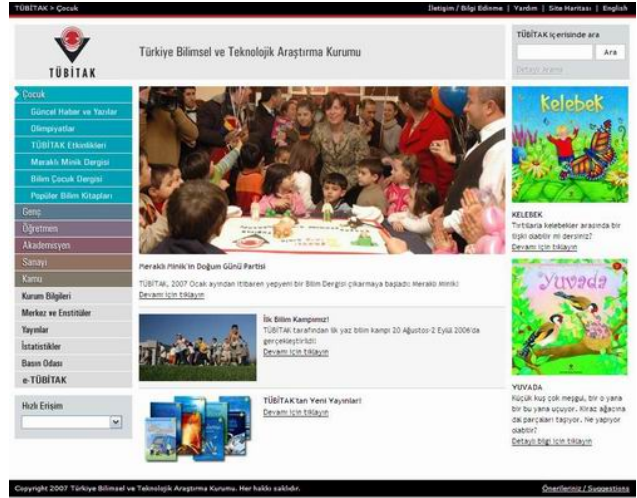 TÜBİTAK > Çocuk
İletişim / Bilgi Edinme | Yardım | Site Haritası | English
TÜBİTAK
Türkiye Bilimsel ve Teknolojik Araştırma Kurumu
TÜBİTAK içerisinde ara
Ara
Detaylı Arama
Çocuk
Güncel Haber ve Yazılar
Olimpiyatlar
TÜBİTAK Etkinlikleri
Meraklı Minik Dergisi
Bilim Çocuk Dergisi
Popüler Bilim Kitapları
Genç
Öğretmen
Akademisyen
Sanayi
Kamu
Kurum Bilgileri
Merkez ve Enstitüler
Yayınlar
İstatistikler
Basın Odası
e-TÜBİTAK
Hızlı Erişim
Meraklı Minik'in Doğum Günü Partisi
TÜBİTAK, 2007 Ocak ayından itibaren yepyeni bir Bilim Dergisi çıkarmaya başladı: Meraklı Minik!
Devamı için tıklayın
İlk Bilim Kampımız!
TÜBİTAK tarafından ilk yaz bilim kampı 20 Ağustos-2 Eylül 2006'da
gerçekleştirildi!
Devamı için tıklayın
TÜBİTAK'tan Yeni Yayınlar!
Devamı için tıklayın
Kelebek
KELEBEK
Tırtıllarla kelebekler arasında bir
ilişki olabilir mi dersiniz?
Devamı için tıklayın
Yuvada
YUVADA
Küçük kuş çok meşgul, bir o yana
bir bu yana uçuyor. Kiraz ağacına
dal parçaları taşıyor. Ne yapıyor
olabilir?
Detaylı bilgi için tıklayın
Copyright 2007 Türkiye Bilimsel ve Teknolojik Araştırma Kurumu. Her hakkı saklıdır.
Önerileriniz / Suggestions